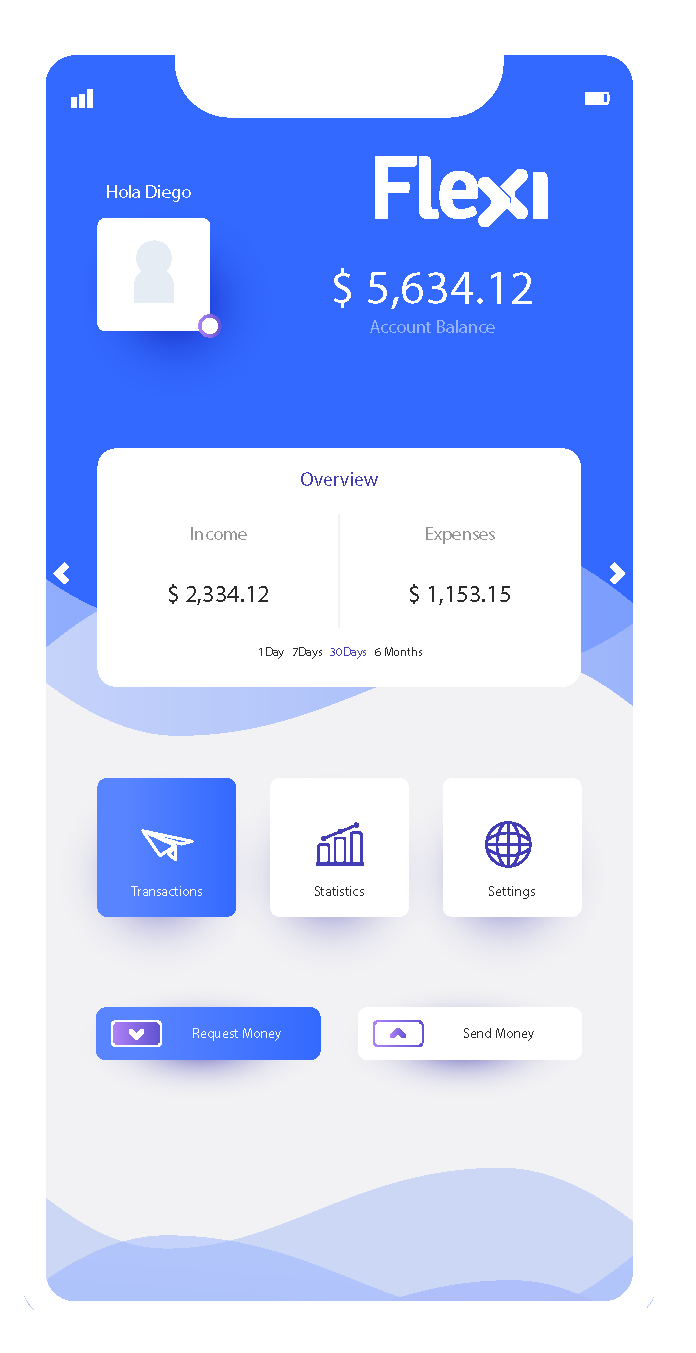 Flexi
Hola Diego
$ 5,634.12
Account Balance
Overview
Income
Expenses
$ 2,334.12
$ 1,153.15
1Day 7Days 30Days 6 Months
Transactions
Statistics
Settings
Request Money
Send Money